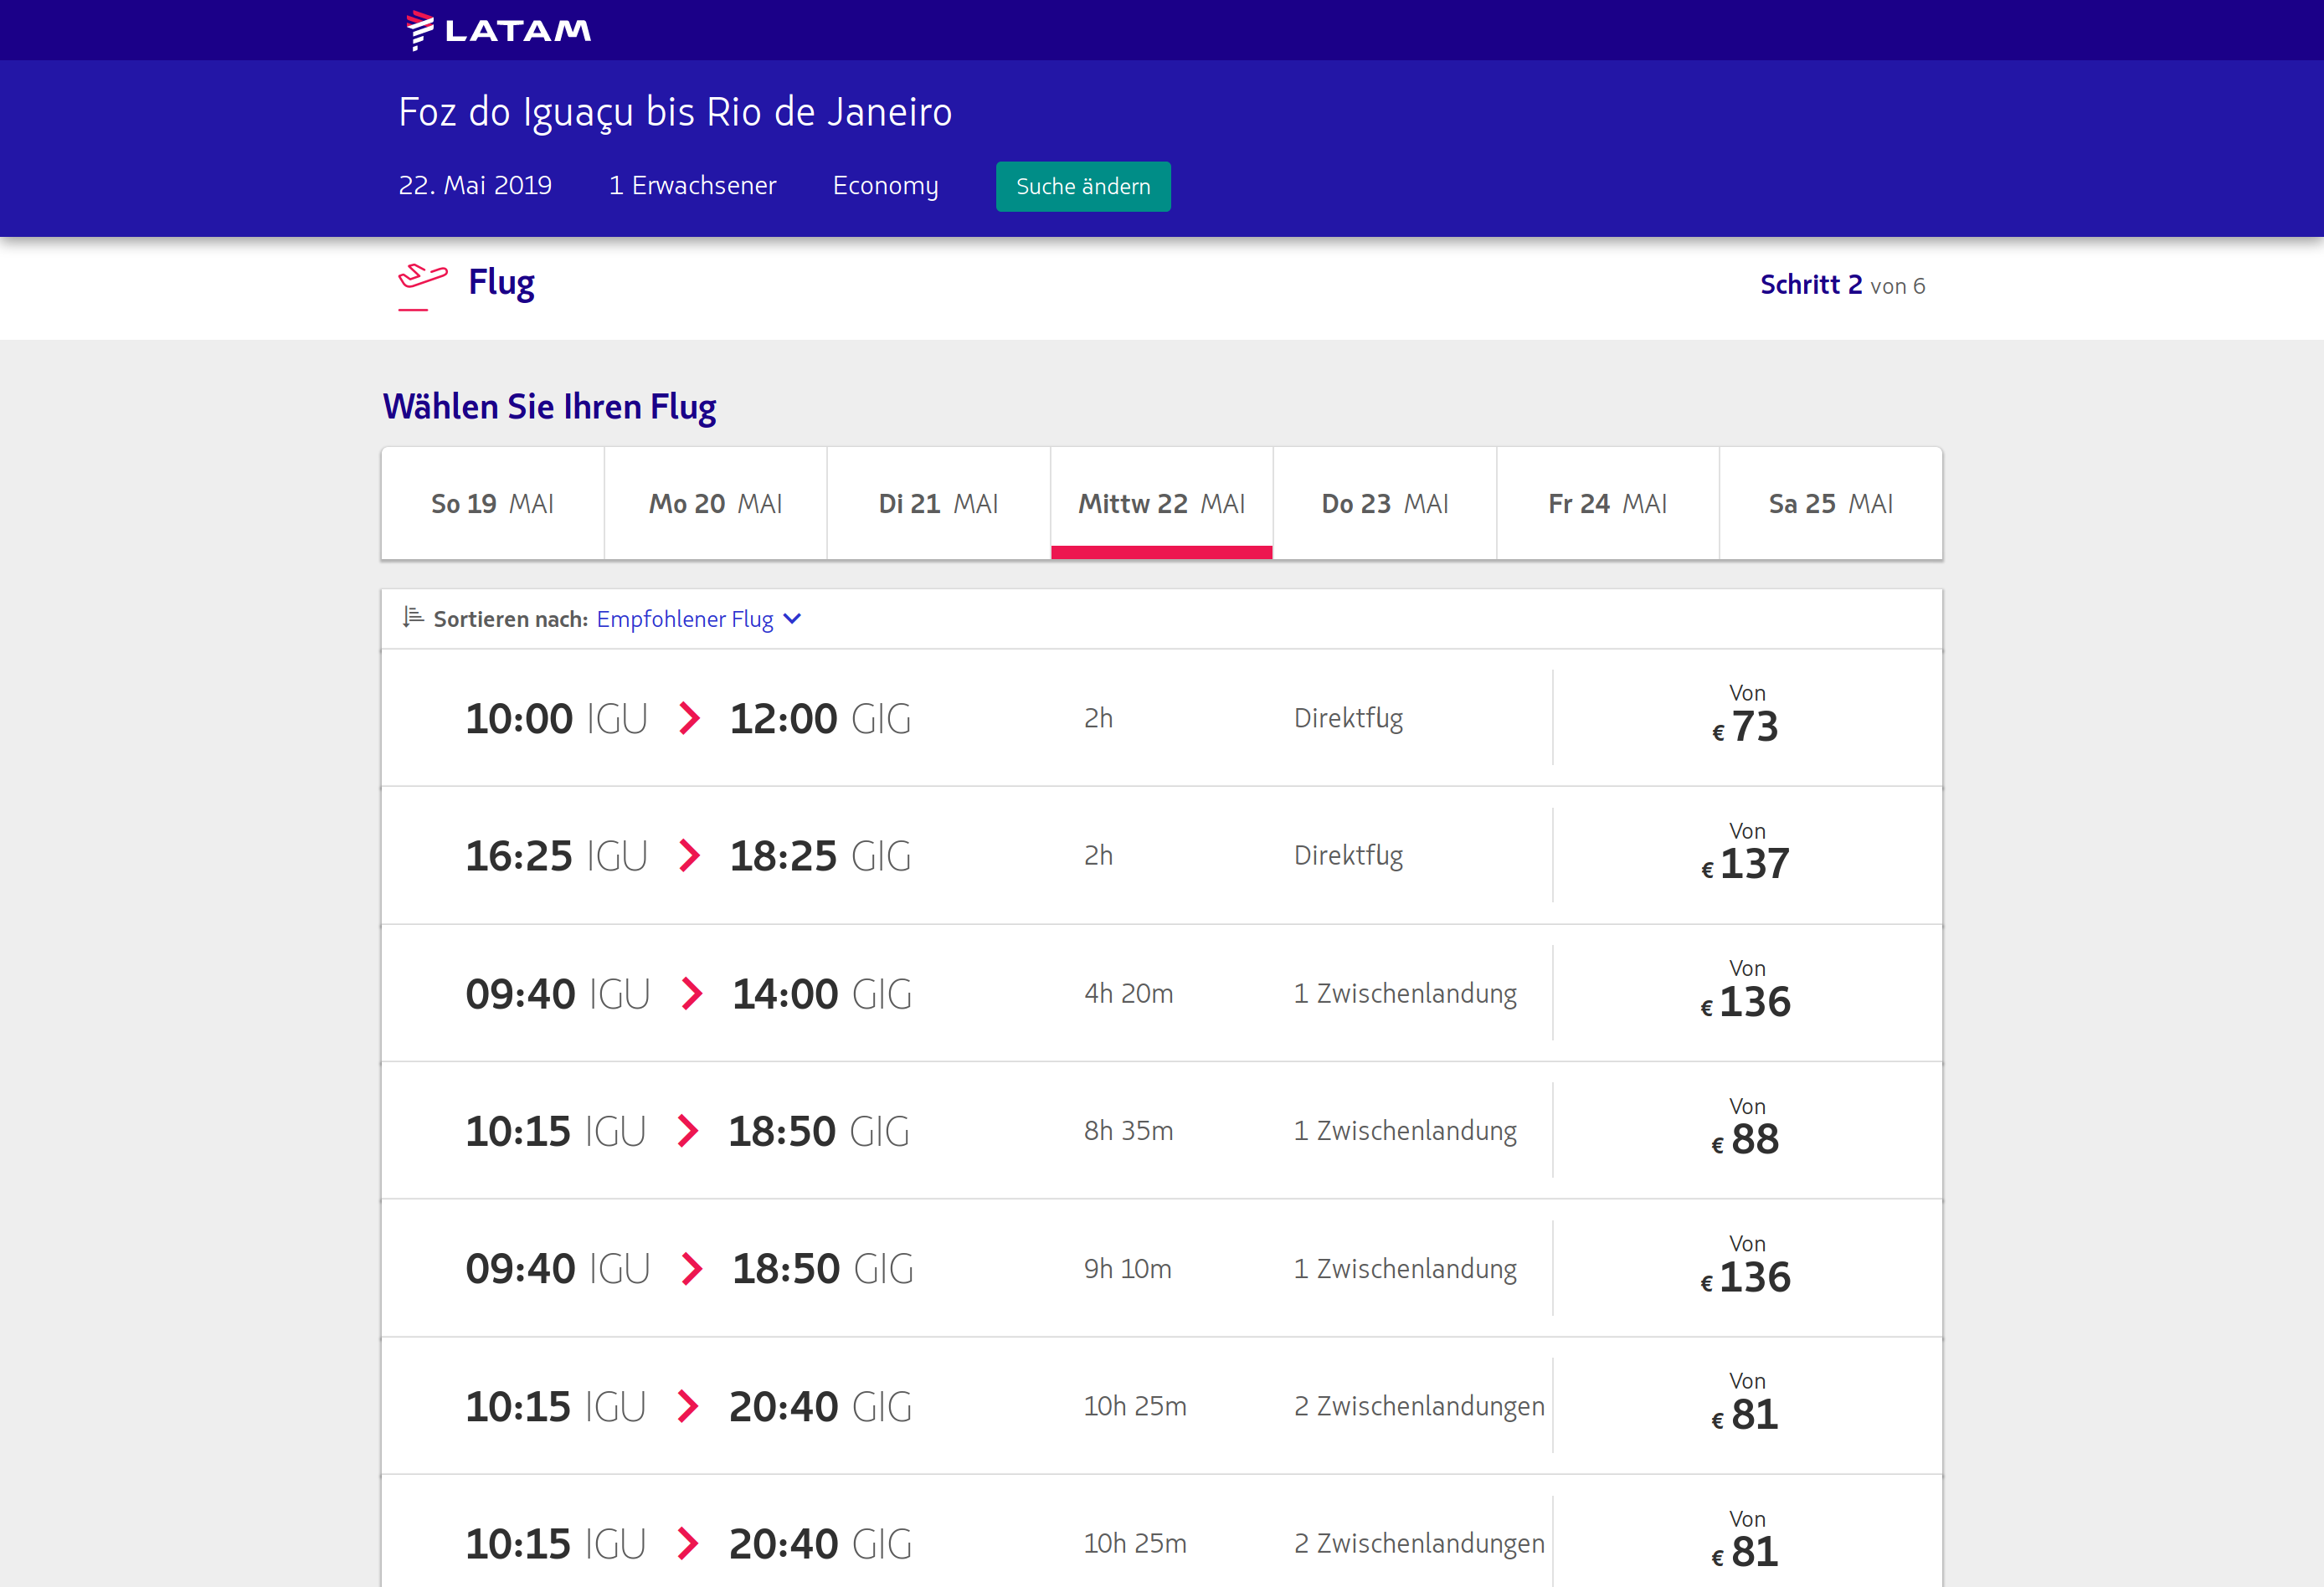 LATAM
Foz do Iguaçu bis Rio de Janeiro
22. Mai 2019 1 Erwachsener Economy Suche ändern
Flug Schritt 2 von 6
Wählen Sie Ihren Flug
So 19 MAI Mo 20 MAI Di 21 MAI Mittw 22 MAI Do 23 MAI Fr 24 MAI Sa 25 MAI
Sortieren nach: Empfohlener Flug
10:00 IGU 12:00 GIG 2h Direktflug Von € 73
16:25 IGU 18:25 GIG 2h Direktflug Von € 137
09:40 IGU 14:00 GIG 4h 20m 1 Zwischenlandung Von € 136
10:15 IGU 18:50 GIG 8h 35m 1 Zwischenlandung Von € 88
09:40 IGU 18:50 GIG 9h 10m 1 Zwischenlandung Von € 136
10:15 IGU 20:40 GIG 10h 25m 2 Zwischenlandungen Von € 81
10:15 IGU 20:40 GIG 10h 25m 2 Zwischenlandungen Von € 81